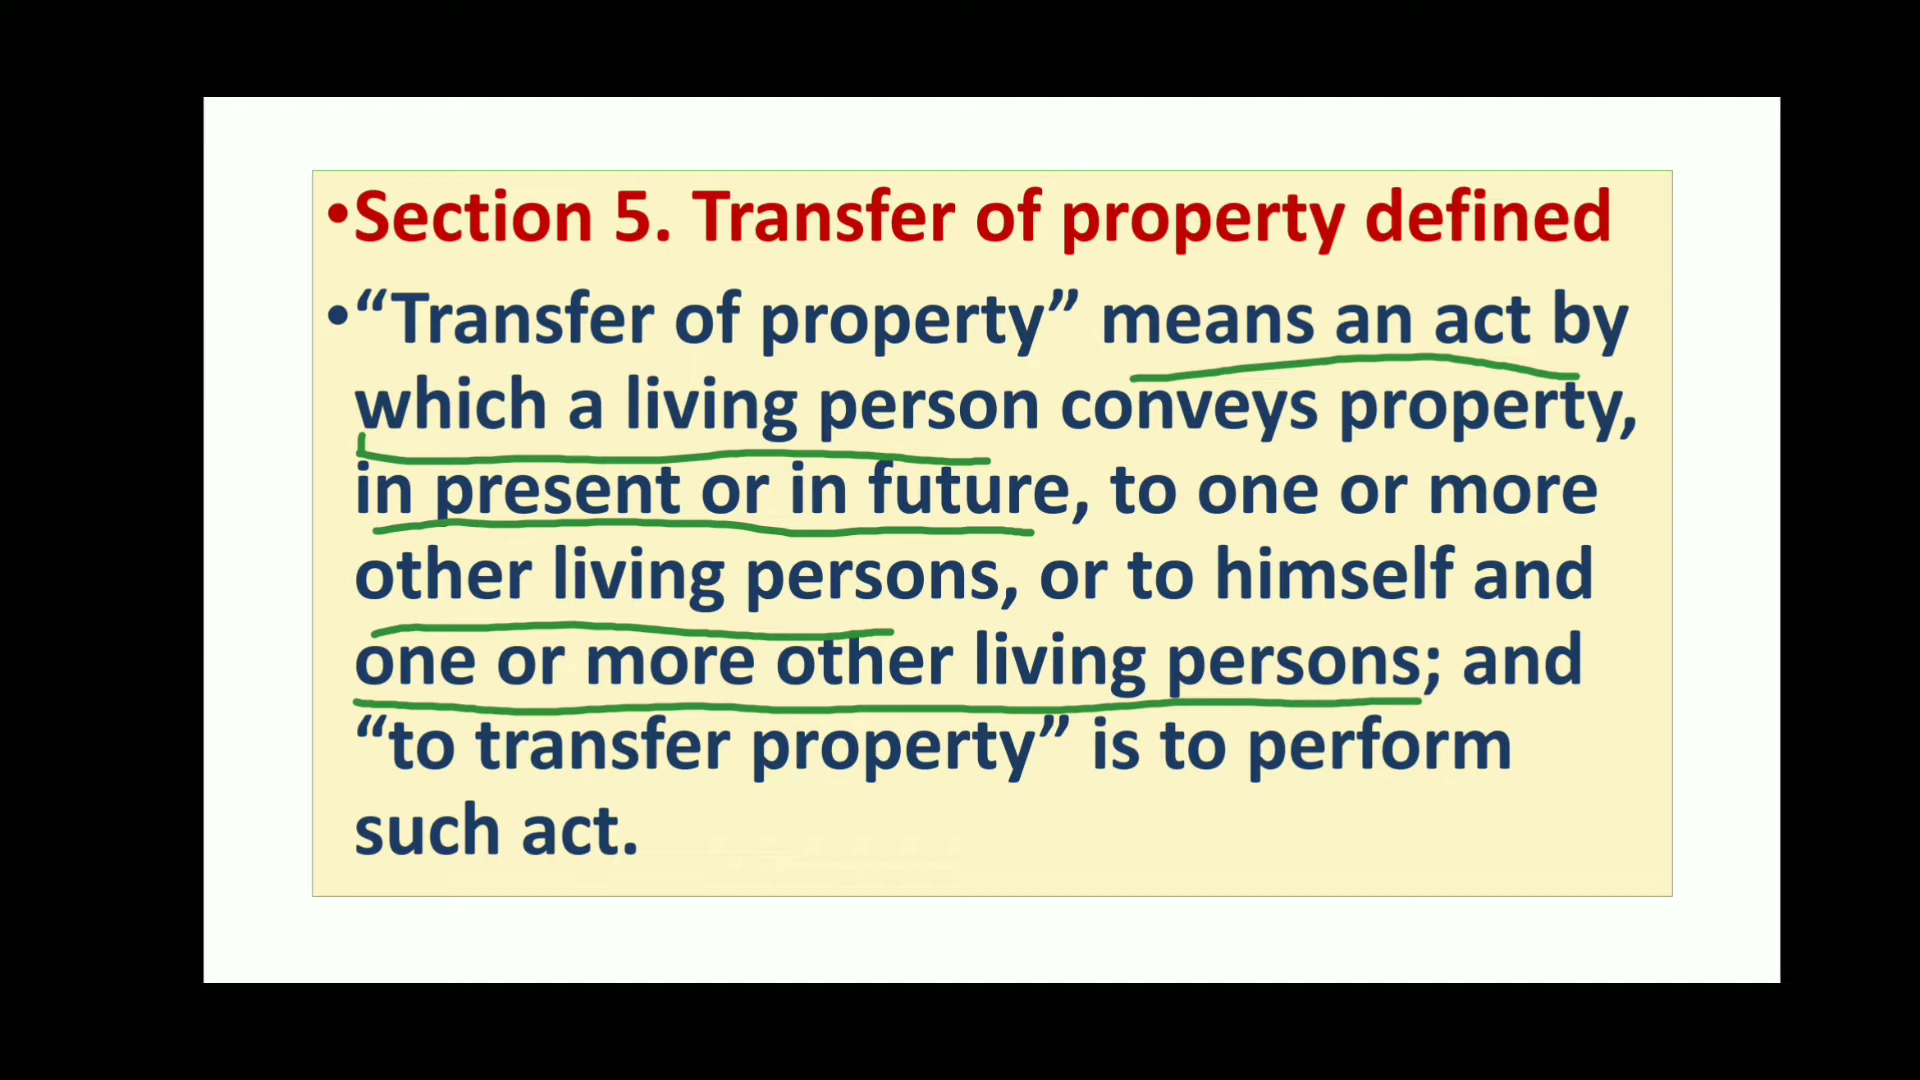 •Section 5. Transfer of property defined
•“Transfer of property” means an act by
which a living person conveys property,
in present or in future, to one or more
other living persons, or to himself and
one or more other living persons; and
“to transfer property” is to perform
such act.